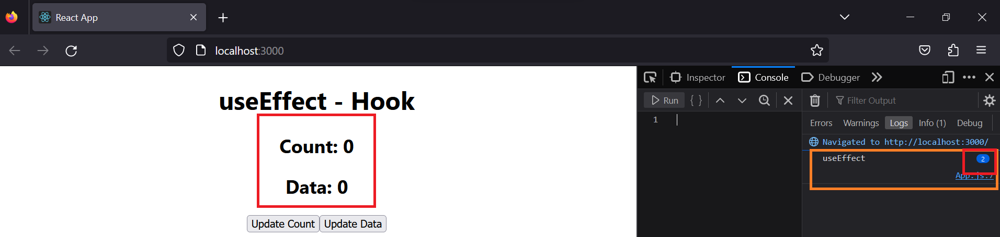 React App
localhost:3000
Inspector Console Debugger
Run { } Filter Output
Errors Warnings Logs Info (1) Debug
1
Navigated to http://localhost:3000/
useEffect 2
App.js:7
useEffect - Hook
Count: 0
Data: 0
Update Count Update Data